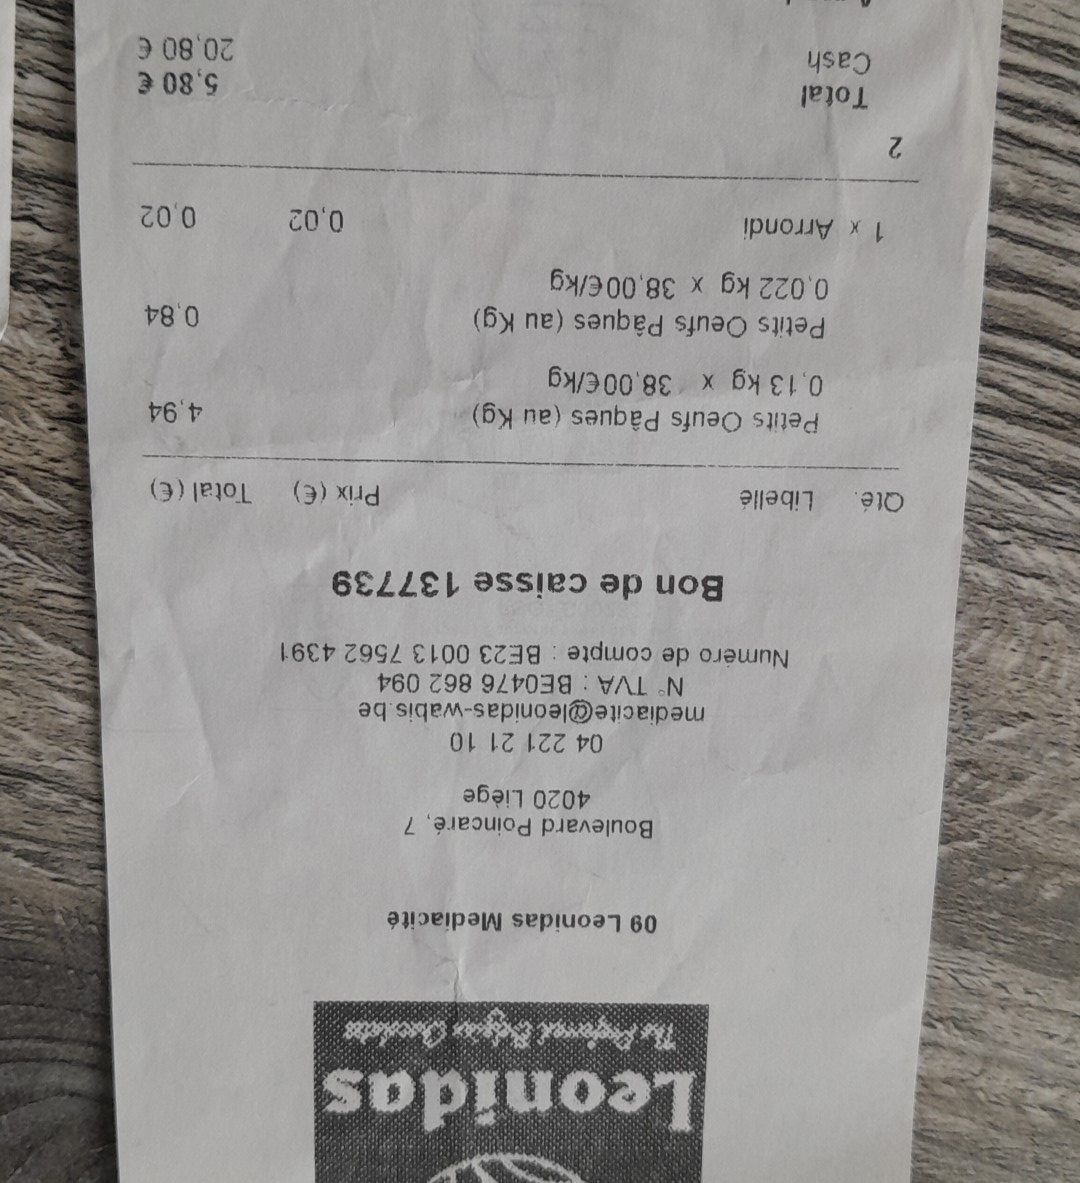 Leonidas
The Preferred Belgian Chocolates
09 Leonidas Mediacité
Boulevard Poincaré, 7
4020 Liège
04 221 21 10
mediacite@leonidas-wabis.be
N° TVA : BE0476 862 094
Numéro de compte : BE23 0013 7562 4391
Bon de caisse 137739
Qté. Libellé Prix (€) Total (€)
Petits Oeufs Pâques (au Kg) 4,94
0,13 kg x 38,00€/kg
Petits Oeufs Pâques (au Kg) 0,84
0,022 kg x 38,00€/kg
1 x Arrondi 0,02 0,02
2
Total 5,80 €
Cash 20,80 €